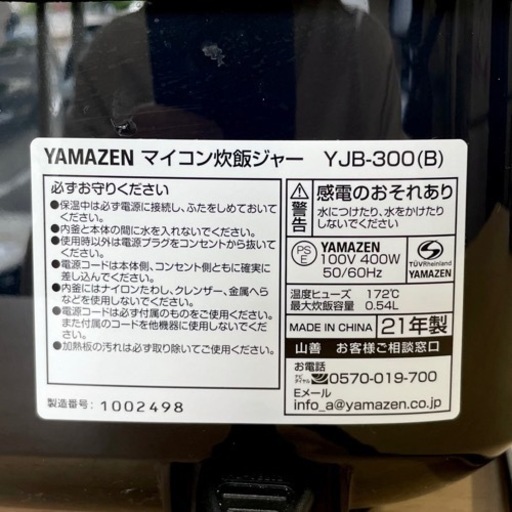 YAMAZEN マイコン炊飯ジャー YJB-300(B)
必ずお守りください
●保温中は必ず電源に接続し、ふたをしめておいて
ください。
●内釜と本体の間に水を入れないでください。
●使用時以外は電源プラグをコンセントから抜いて
ください。
●電源コードは本体側、コンセント側ともに確実に
差し込んでください。
●内釜にはナイロンたわし、クレンザー、金属へら
などを使用しないでください。
●電源コードは必ず付属のものをご使用ください。
また付属のコードを他機器に使用しないでください。
●加熱板の汚れは必ず取り除いてご使用ください。
製造番号: 1002498
警告
感電のおそれあり
水につけたり、水をかけたり
しないでください
PS
E
YAMAZEN
100V 400W
50/60Hz
TÜVRheinland
YAMAZEN
温度ヒューズ 172℃
最大炊飯容量 0.54L
MADE IN CHINA 21年製
山善 お客様ご相談窓口
お電話
ナビダイヤル 0570-019-700
Eメール
info_a@yamazen.co.jp